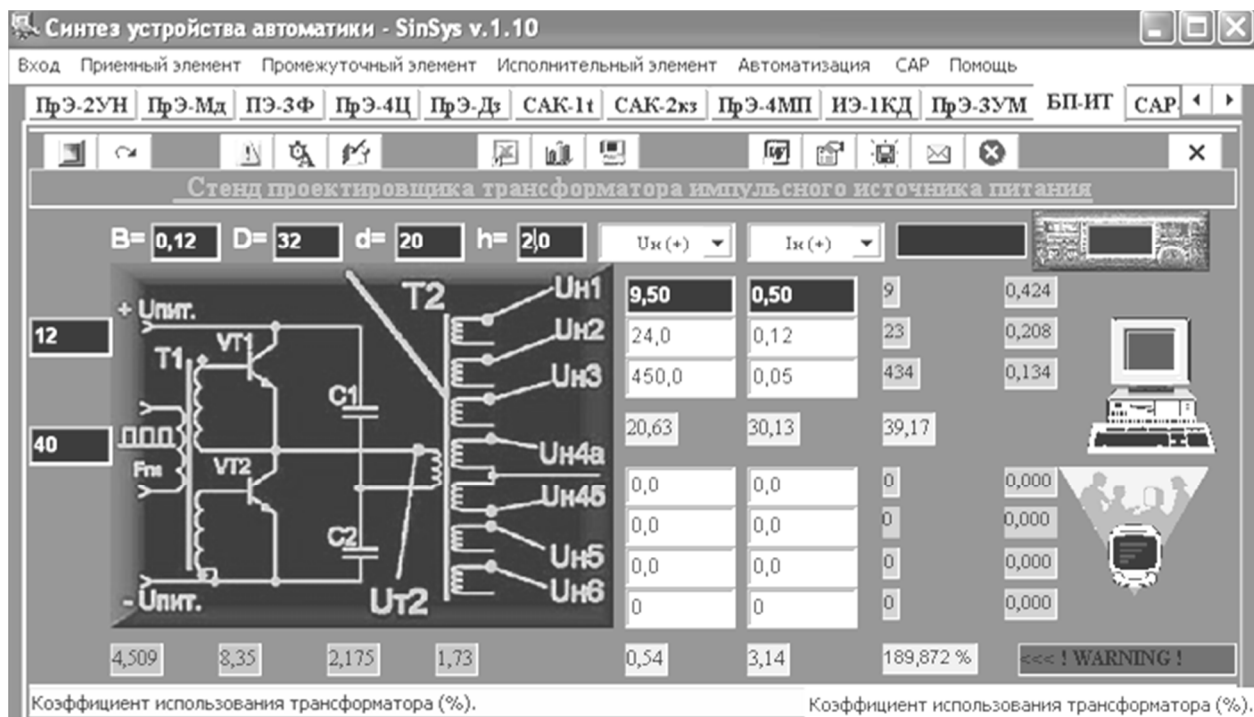 Синтез устройства автоматики - SinSys v.1.10
Вход Приемный элемент Промежуточный элемент Исполнительный элемент Автоматизация САР Помощь
ПрЭ-2УН ПрЭ-Мд ПЭ-3Ф ПрЭ-4Ц ПрЭ-Дз САК-1t САК-2кз ПрЭ-4МП ИЭ-1КД ПрЭ-3УМ БП-ИТ САР
Стенд проектировщика трансформатора импульсного источника питания
B= 0,12 D= 32 d= 20 h= 2,0 Uн (+) Iн (+)
T2 Uн1 9,50 0,50 9 0,424
+ Uпит.
12 T1 VT1 Uн2 24,0 0,12 23 0,208
Uн3 450,0 0,05 434 0,134
C1
40 Fпп Uн4а 20,63 30,13 39,17
VT2 Uн4б 0,0 0,0 0 0,000
C2 0,0 0,0 0 0,000
Uн5 0,0 0,0 0 0,000
- Uпит. Uт2 Uн6 0 0 0 0,000
4,509 8,35 2,175 1,73 0,54 3,14 189,872 % <<< ! WARNING !
Коэффициент использования трансформатора (%). Коэффициент использования трансформатора (%).